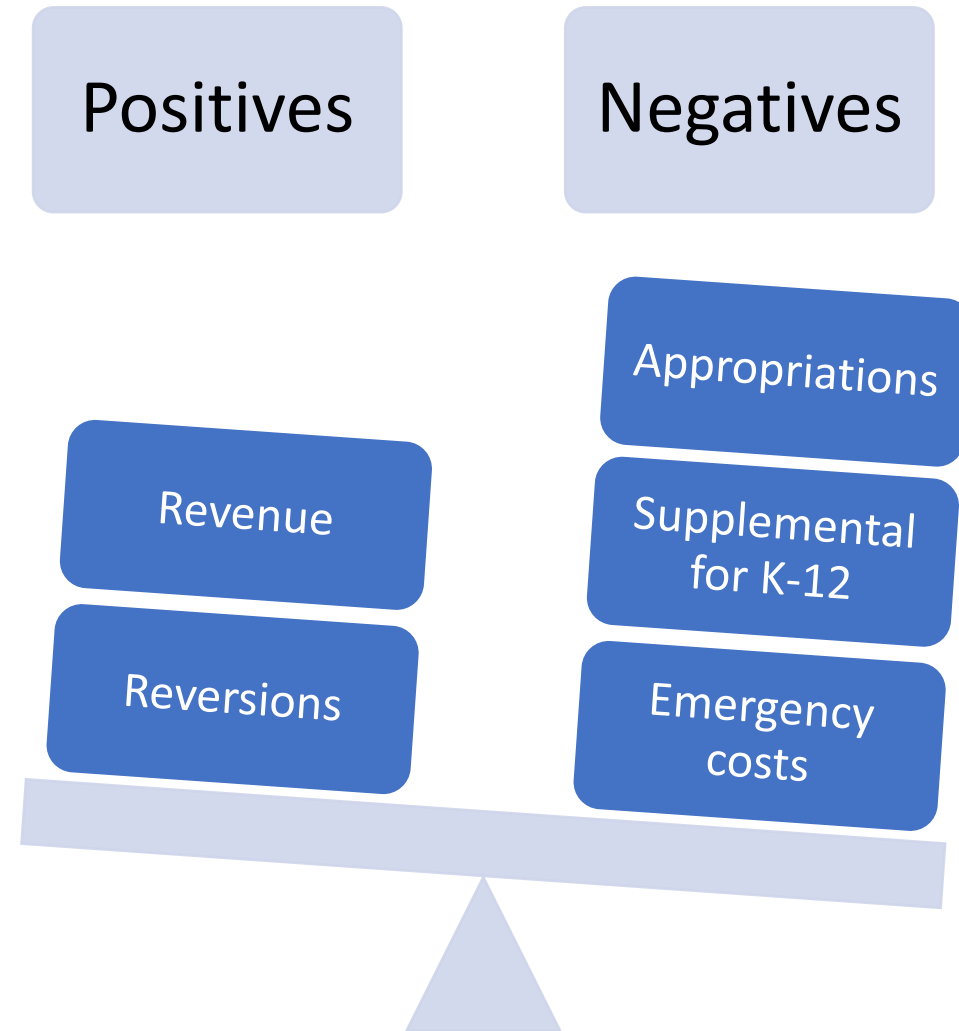 Positives
Negatives
Revenue
Reversions
Appropriations
Supplemental
for K-12
Emergency
costs